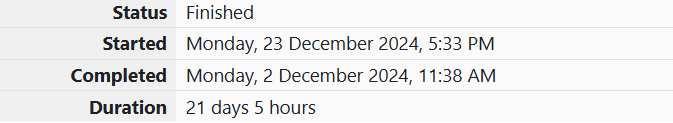 Status Finished
Started Monday, 23 December 2024, 5:33 PM
Completed Monday, 2 December 2024, 11:38 AM
Duration 21 days 5 hours